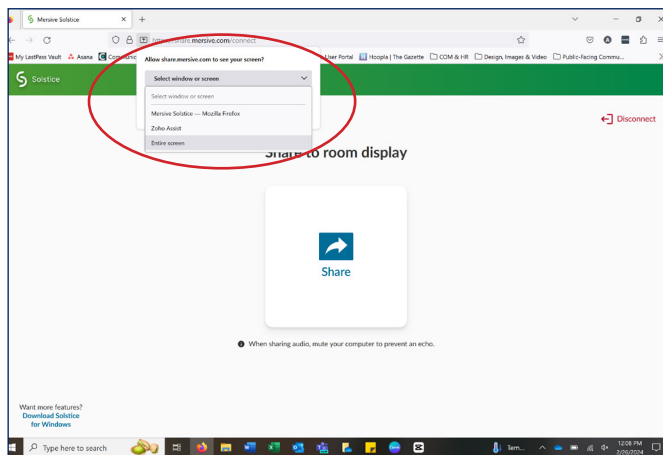 Mersive Solstice
share.mersive.com/connect
My LastPass Vault
Asana
User Portal
Hoopla | The Gazette
COM & HR
Design, Images & Video
Public-Facing Commu...
Allow share.mersive.com to see your screen?
Select window or screen
Select window or screen
Mersive Solstice — Mozilla Firefox
Zoho Assist
Entire screen
Solstice
Disconnect
Share to room display
Share
When sharing audio, mute your computer to prevent an echo.
Want more features?
Download Solstice
for Windows
Type here to search
Tem...
12:08 PM
2/26/2024